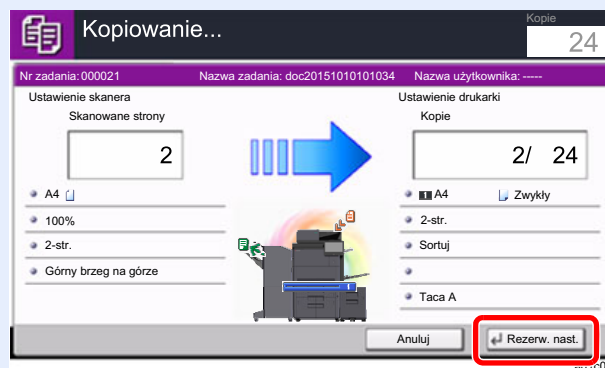 Kopiowanie...
Kopie
24
Nr zadania: 000021 Nazwa zadania: doc20151010101034 Nazwa użytkownika: -----
Ustawienie skanera
Skanowane strony
2
A4
100%
2-str.
Górny brzeg na górze
Ustawienie drukarki
Kopie
2/ 24
1 A4 Zwykły
2-str.
Sortuj
Taca A
Anuluj
Rezerw. nast.